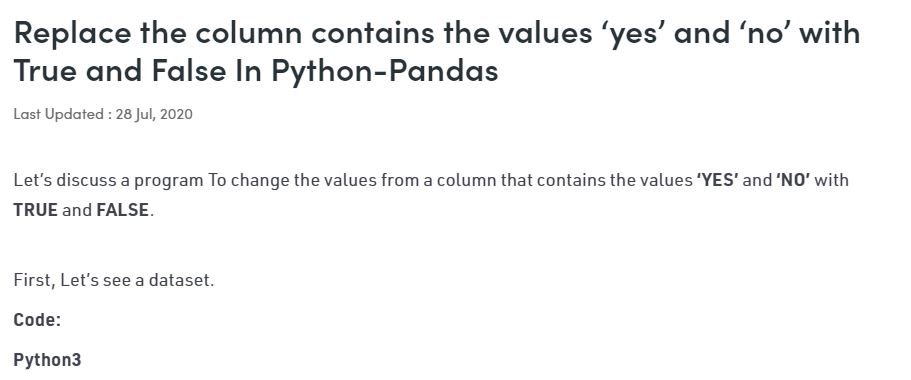 Replace the column contains the values ‘yes’ and ‘no’ with
True and False In Python-Pandas
Last Updated : 28 Jul, 2020
Let’s discuss a program To change the values from a column that contains the values ‘YES’ and ‘NO’ with
TRUE and FALSE.
First, Let’s see a dataset.
Code:
Python3